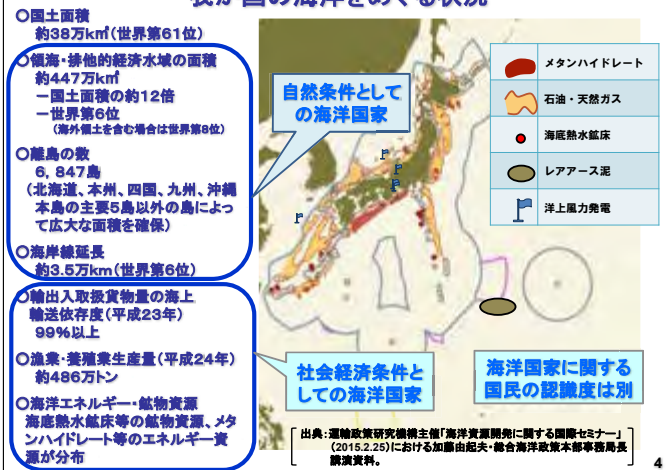 我が国の海洋をめぐる状況
○国土面積
約38万k㎡(世界第61位)
○領海・排他的経済水域の面積
約447万k㎡
－国土面積の約12倍
－世界第6位
(海外領土を含む場合は世界第8位)
○離島の数
6，847島
(北海道、本州、四国、九州、沖縄
本島の主要5島以外の島によっ
て広大な面積を確保)
○海岸線延長
約3.5万km(世界第6位)
○輸出入取扱貨物量の海上
輸送依存度(平成23年)
99%以上
○漁業・養殖業生産量(平成24年)
約486万トン
○海洋エネルギー・鉱物資源
海底熱水鉱床等の鉱物資源、メタ
ンハイドレート等のエネルギー資
源が分布
自然条件として
の海洋国家
メタンハイドレート
石油・天然ガス
海底熱水鉱床
レアアース泥
洋上風力発電
社会経済条件と
しての海洋国家
海洋国家に関する
国民の認識度は別
出典：運輸政策研究機構主催「海洋資源開発に関する国際セミナー」
(2015.2.25)における加藤由起夫・総合海洋政策本部事務局長
講演資料。
4